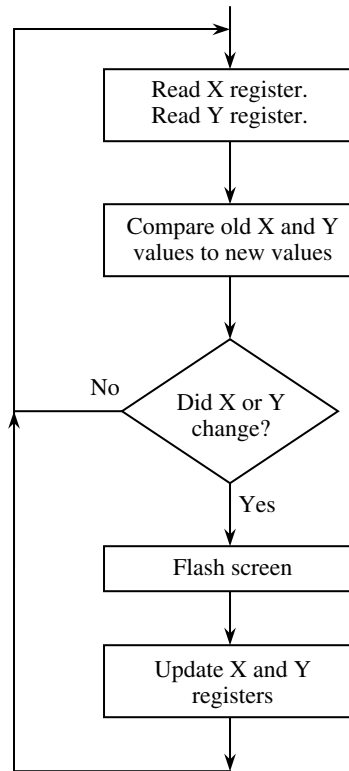 Read X register.
Read Y register.
Compare old X and Y
values to new values
No
Did X or Y
change?
Yes
Flash screen
Update X and Y
registers